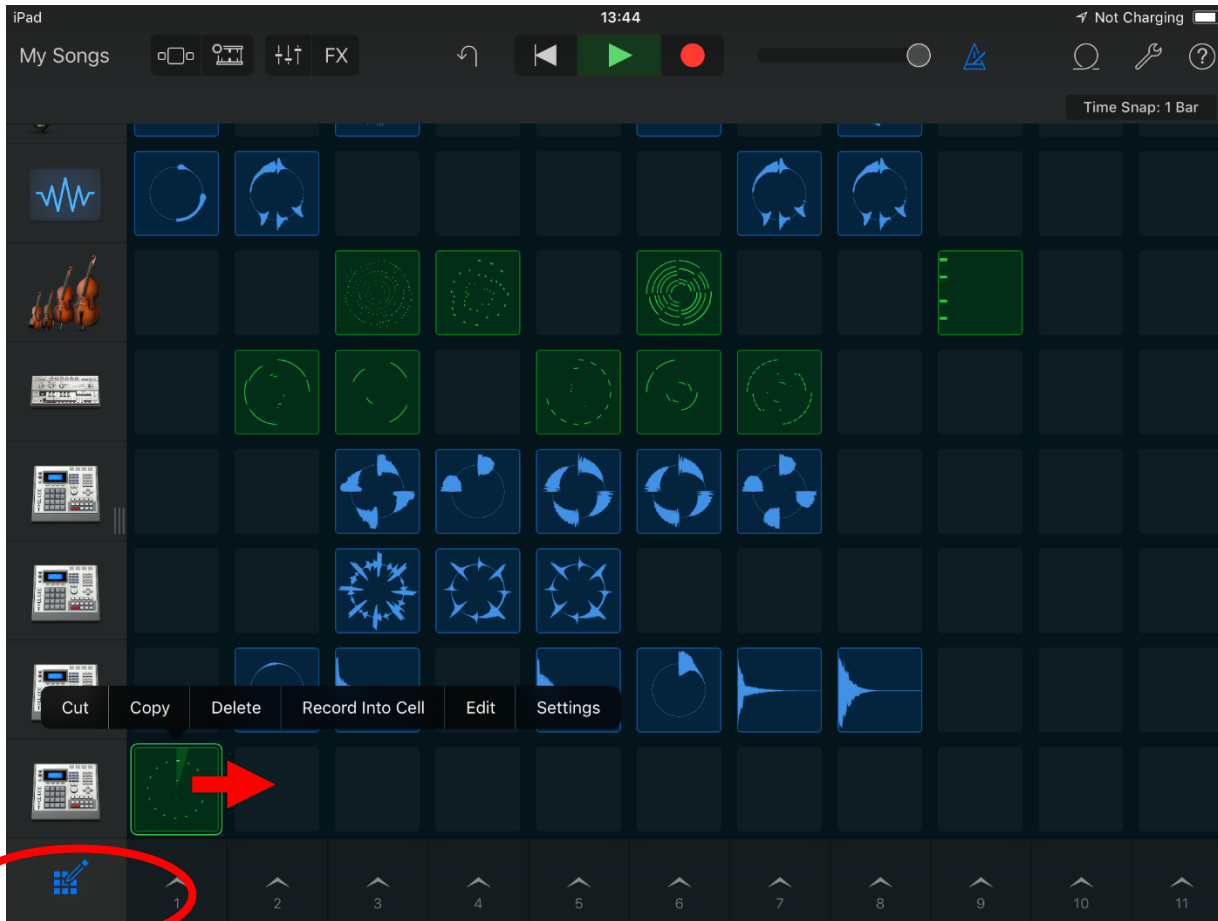 iPad 13:44 Not Charging
My Songs FX
Time Snap: 1 Bar
Cut Copy Delete Record Into Cell Edit Settings
1 2 3 4 5 6 7 8 9 10 11